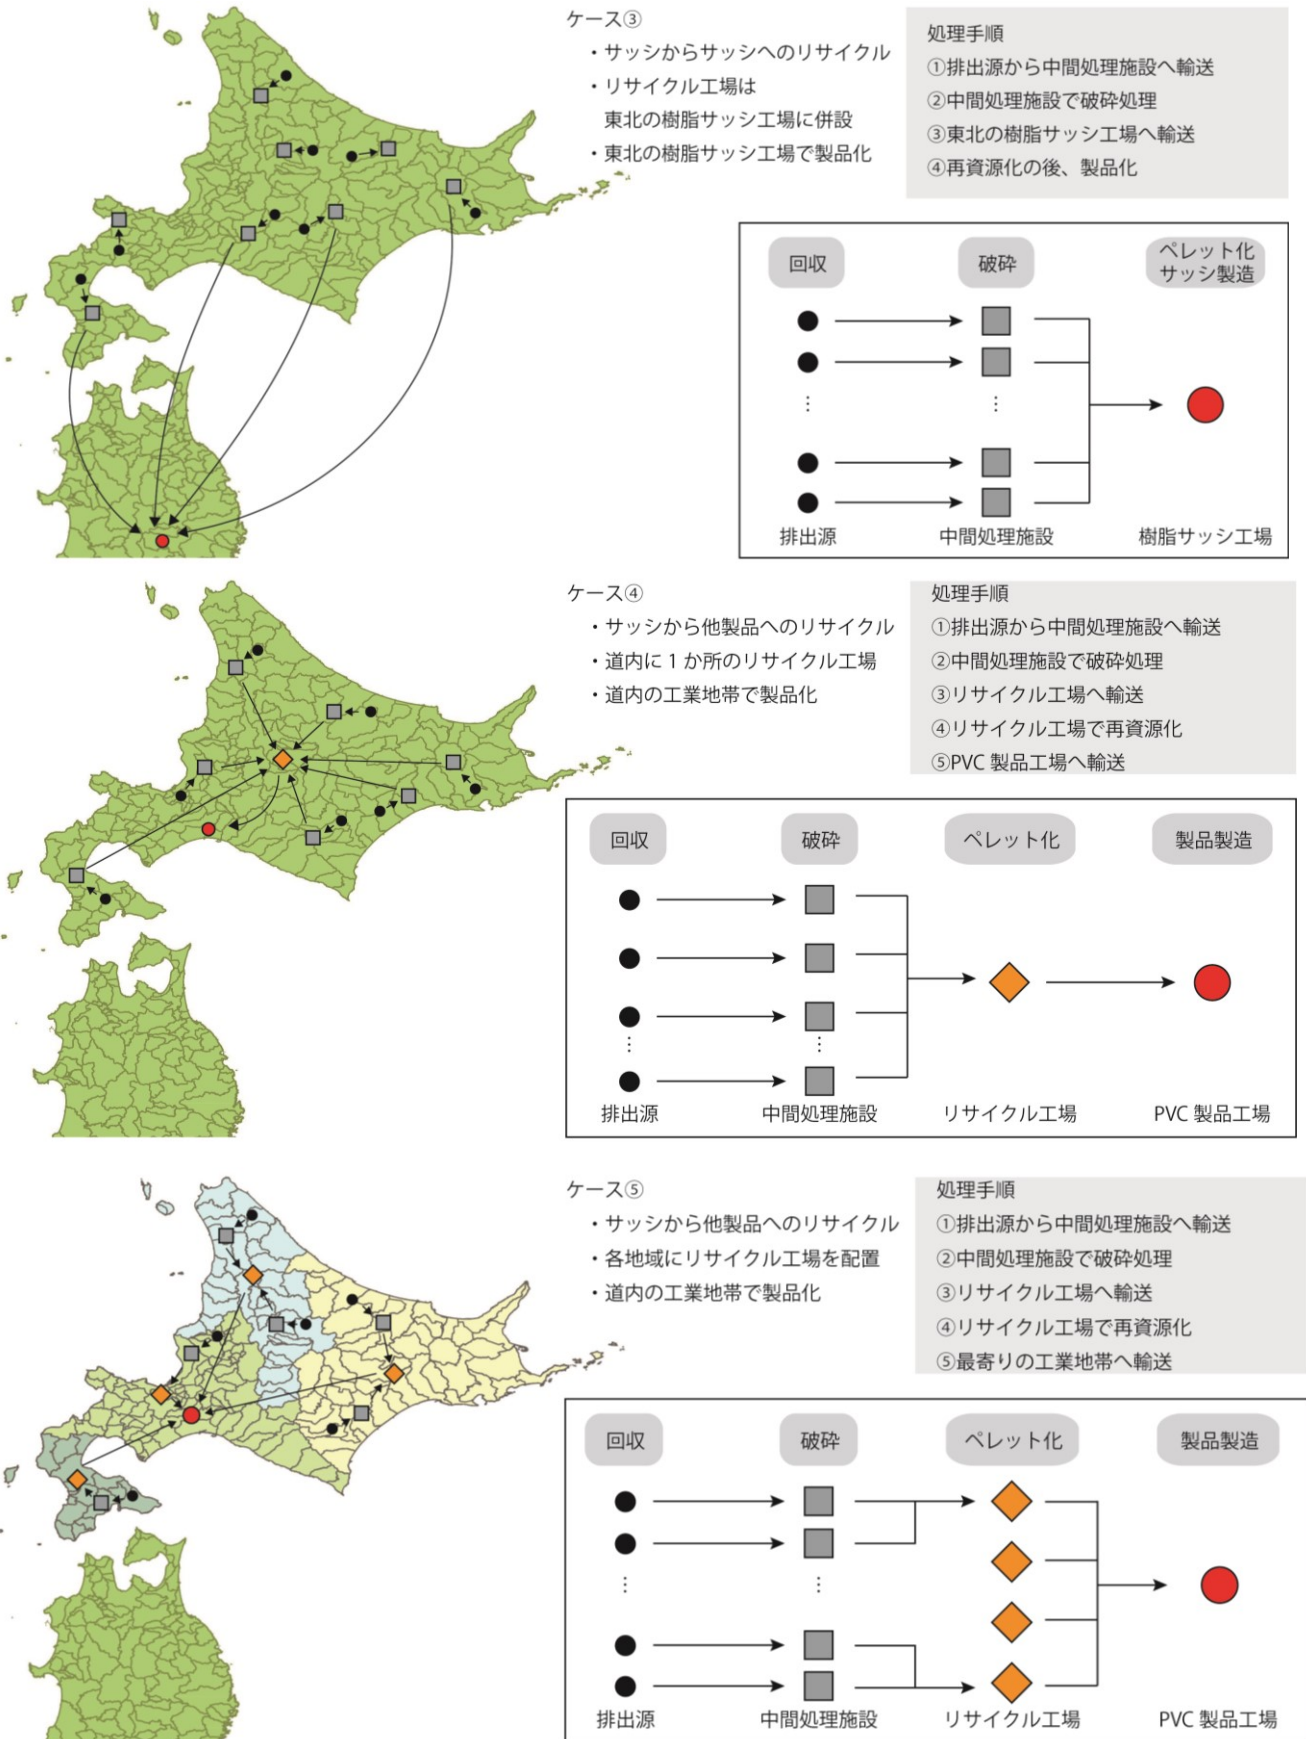 ケース③
・サッシからサッシへのリサイクル
・リサイクル工場は
東北の樹脂サッシ工場に併設
・東北の樹脂サッシ工場で製品化
処理手順
①排出源から中間処理施設へ輸送
②中間処理施設で破砕処理
③東北の樹脂サッシ工場へ輸送
④再資源化の後、製品化
回収
破砕
ペレット化
サッシ製造
排出源
中間処理施設
樹脂サッシ工場
ケース④
・サッシから他製品へのリサイクル
・道内に1か所のリサイクル工場
・道内の工業地帯で製品化
処理手順
①排出源から中間処理施設へ輸送
②中間処理施設で破砕処理
③リサイクル工場へ輸送
④リサイクル工場で再資源化
⑤PVC 製品工場へ輸送
回収
破砕
ペレット化
製品製造
排出源
中間処理施設
リサイクル工場
PVC 製品工場
ケース⑤
・サッシから他製品へのリサイクル
・各地域にリサイクル工場を配置
・道内の工業地帯で製品化
処理手順
①排出源から中間処理施設へ輸送
②中間処理施設で破砕処理
③リサイクル工場へ輸送
④リサイクル工場で再資源化
⑤最寄りの工業地帯へ輸送
回収
破砕
ペレット化
製品製造
排出源
中間処理施設
リサイクル工場
PVC 製品工場